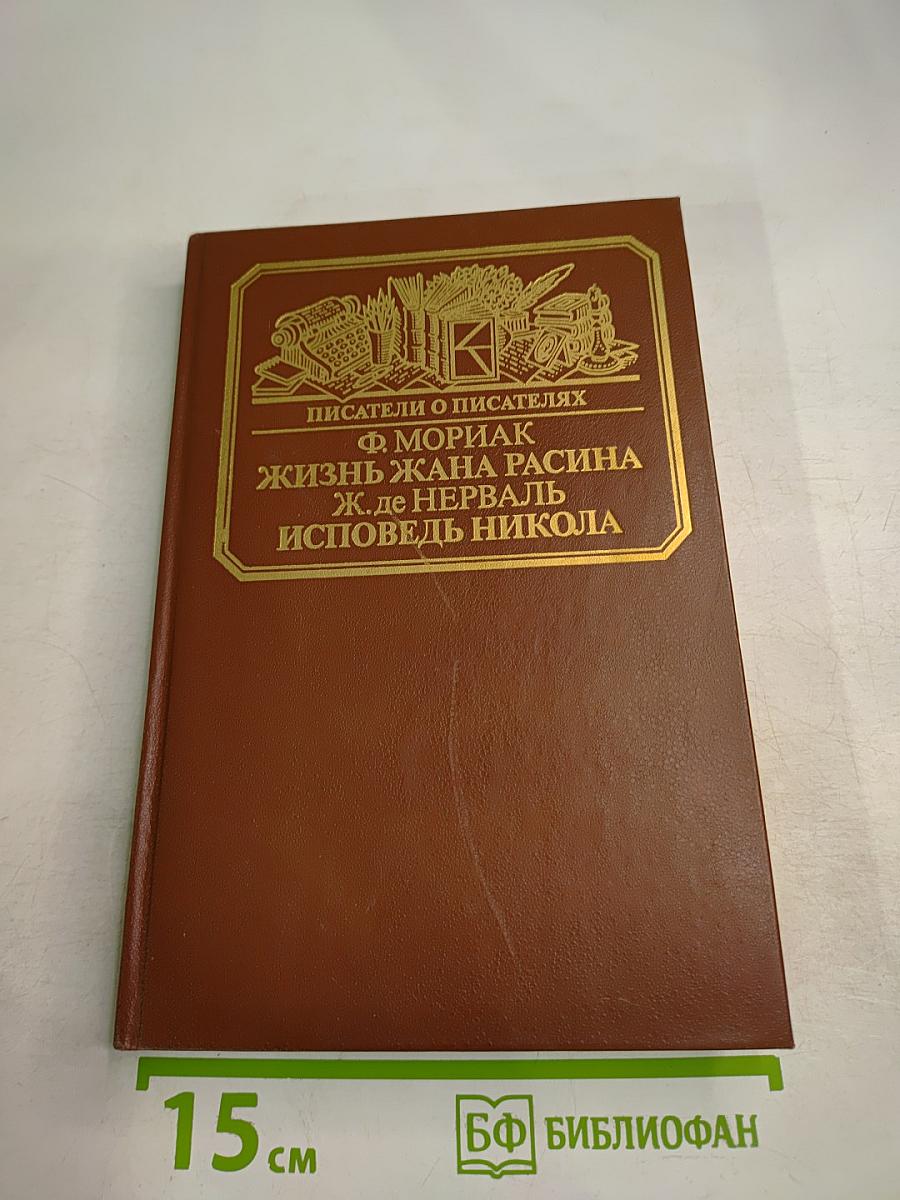 ПИСАТЕЛИ О ПИСАТЕЛЯХ
Ф. МОРИАК
ЖИЗНЬ ЖАНА РАСИНА
Ж. де НЕРВАЛЬ
ИСПОВЕДЬ НИКОЛА
15 см
БФ БИБЛИОФАН